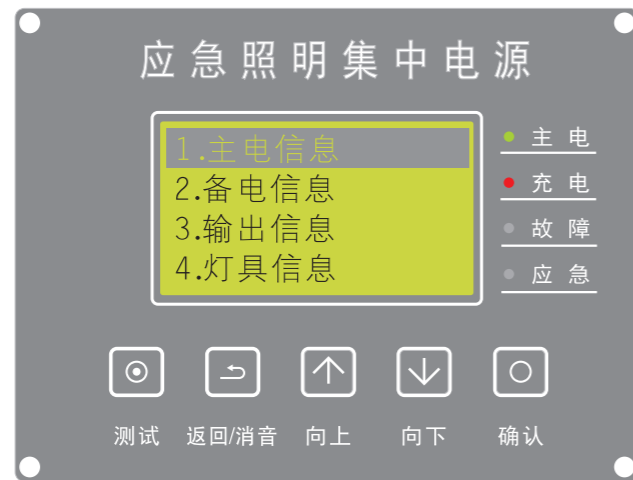 应急照明集中电源
1.主电信息
2.备电信息
3.输出信息
4.灯具信息
主电
充电
故障
应急
测试 返回/消音 向上 向下 确认